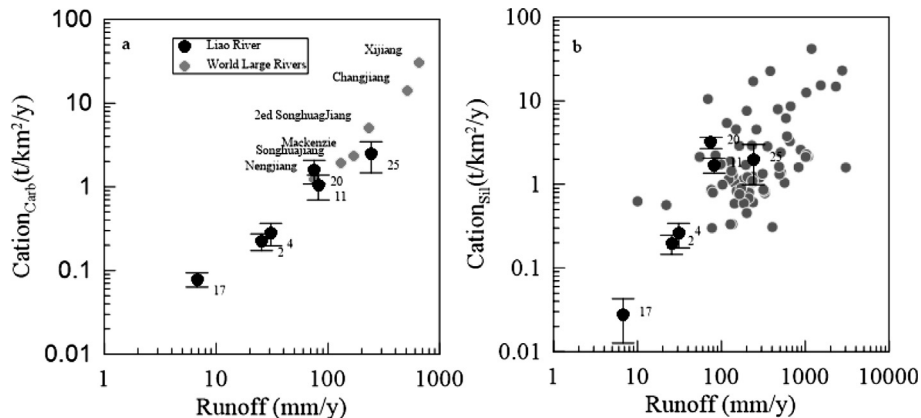 a
Liao River
World Large Rivers
Xijiang
Changjiang
2ed SonghuagJiang
Mackenzie
Songhuajiang
Nengjiang
25
20
11
4
2
17
100
10
1
0.1
0.01
1
10
100
1000
Cation_Carb(t/km²/y)
Runoff (mm/y)
b
20
11
25
4
2
17
100
10
1
0.1
0.01
1
10
100
1000
10000
Cation_Sil(t/km²/y)
Runoff (mm/y)